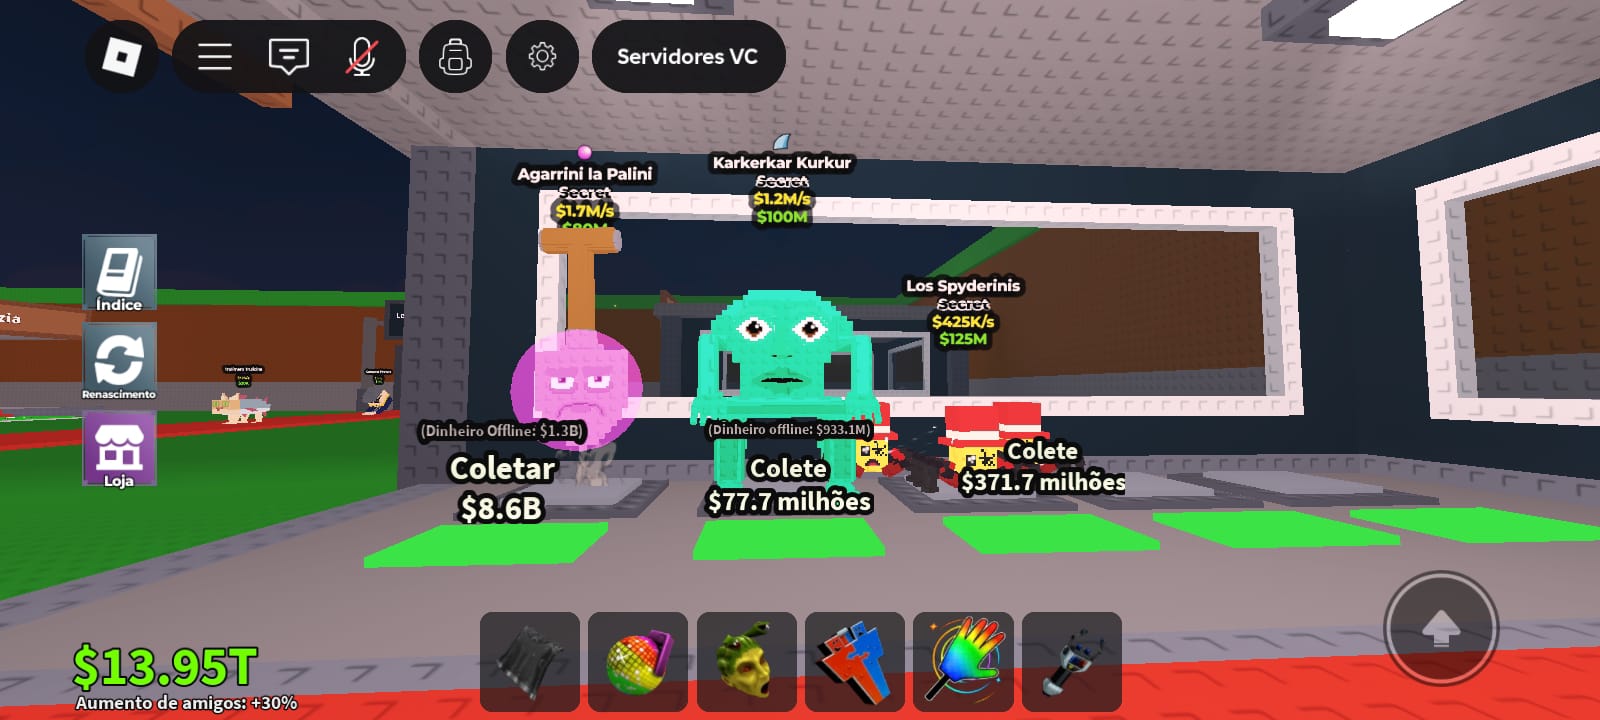 Servidores VC
Agarrini la Palini
Secret
$1.7M/s
$80M
Karkerkar Kurkur
Secret
$1.2M/s
$100M
Los Spyderinis
Secret
$425K/s
$125M
Índice
Renascimento
Loja
zia
Le
(Dinheiro Offline: $1.3B)
Coletar
$8.6B
(Dinheiro offline: $933.1M)
Colete
$77.7 milhões
Colete
$371.7 milhões
$13.95T
Aumento de amigos: +30%